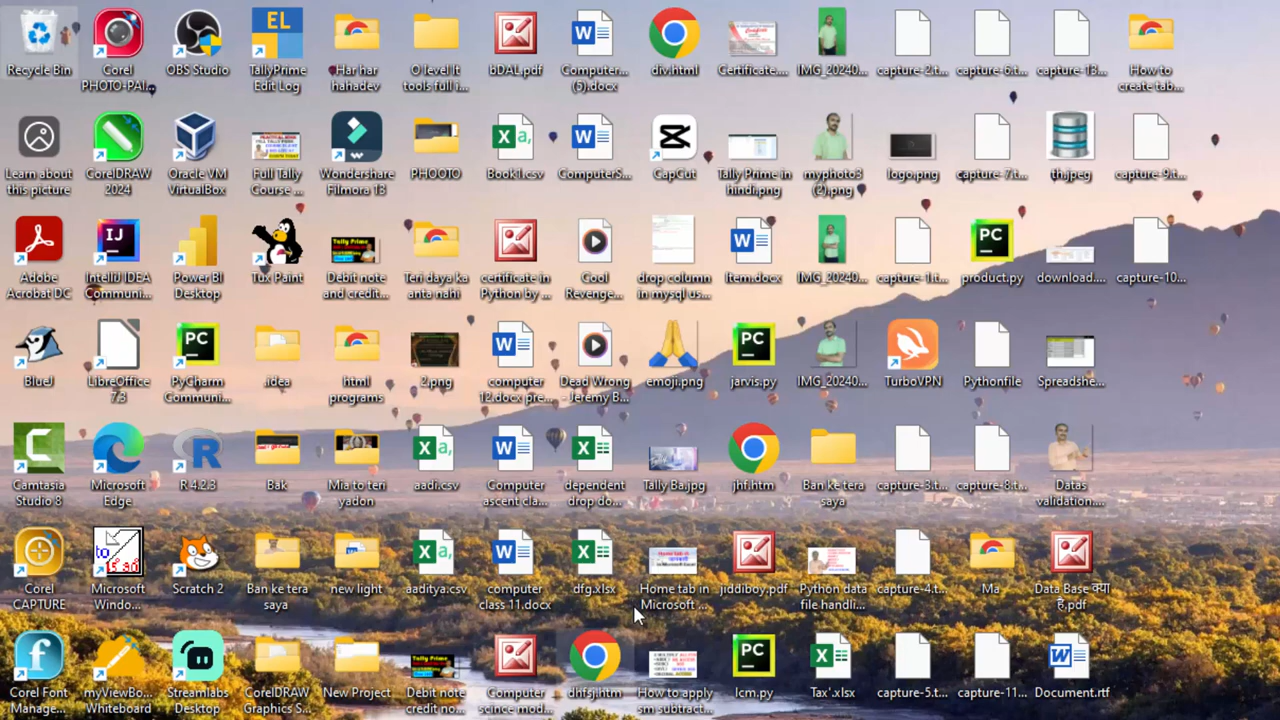 Recycle Bin
Corel
PHOTO-PAI...
OBS Studio
TallyPrime
Edit Log
Har har
hahadev
O level it
tools full i...
bDAL.pdf
Computer...
(6).docx
div.html
Certificate....
IMG_20240...
capture-2.t...
capture-6.t...
capture-13...
How to
create tab...
Learn about
this picture
CorelDRAW
2024
Oracle VM
VirtualBox
Full Tally
Course ...
Wondershare
Filmora 13
PHOOTO
Book1.csv
ComputerS...
CapCut
Tally Prime in
hindi.png
myphoto3
(2).png
logo.png
capture-7.t...
th.jpeg
capture-9.t...
Adobe
Acrobat DC
IntelliJ IDEA
Communi...
Power BI
Desktop
Tux Paint
Debit note
and credit...
Teri daya ka
anta nahi
certificate in
Python by ...
Cool
Revenge...
drop column
in mysql us...
Item.docx
IMG_20240...
capture-1.t...
product.py
download....
capture-10...
BlueJ
LibreOffice
7.3
PyCharm
Communi...
.idea
html
programs
2.png
computer
12.docx pre...
Dead Wrong
- Jeremy B...
emoji.png
jarvis.py
IMG_20240...
TurboVPN
Pythonfile
Spreadshe...
Camtasia
Studio 8
Microsoft
Edge
R 4.2.3
Bak
Mia to teri
yadon
aadi.csv
Computer
ascent cla...
dependent
drop do...
Tally Ba.jpg
jhf.htm
Ban ke tera
saya
capture-3.t...
capture-8.t...
Datas
validation....
Corel
CAPTURE
Microsoft
Windo...
Scratch 2
Ban ke tera
saya
new light
aaditya.csv
computer
class 11.docx
dfg.xlsx
Home tab in
Microsoft ...
jiddiboy.pdf
Python data
file handli...
capture-4.t...
Ma
Data Base क्या
है.pdf
Corel Font
Manage...
myViewBo...
Whiteboard
Streamlabs
Desktop
CorelDRAW
Graphics S...
New Project
Debit note
credit no...
Computer
scince mod...
dhfsj.htm
How to apply
sm subtract...
lcm.py
Tax'.xlsx
capture-5.t...
capture-11...
Document.rtf